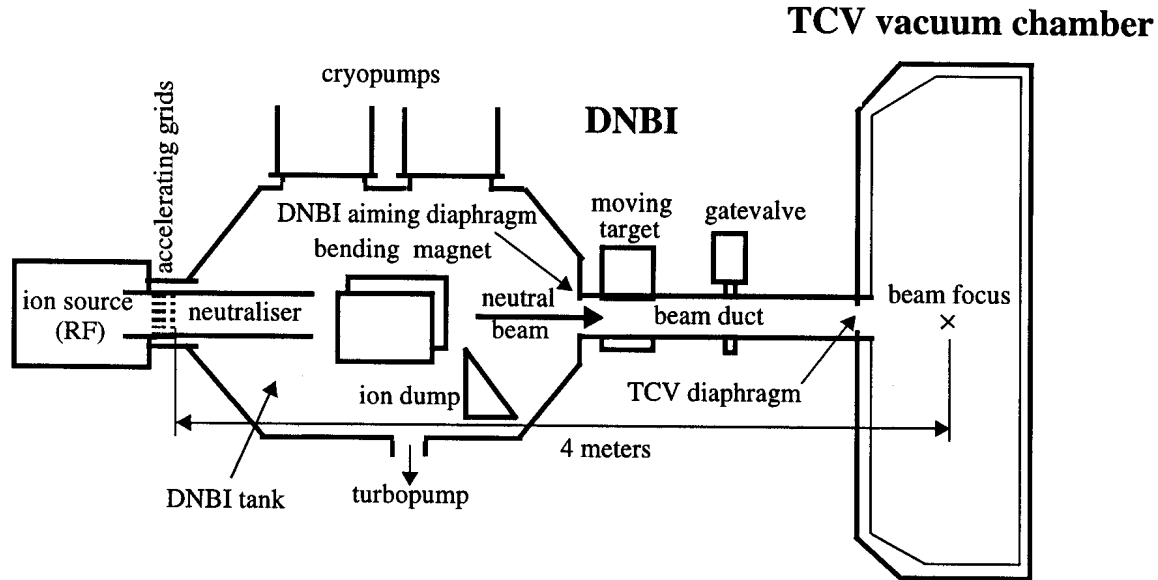 TCV vacuum chamber
cryopumps
DNBI
accelerating grids
DNBI aiming diaphragm
bending magnet
moving
target
gatevalve
ion source
(RF)
neutraliser
neutral
beam
beam duct
beam focus
ion dump
TCV diaphragm
4 meters
DNBI tank
turbopump